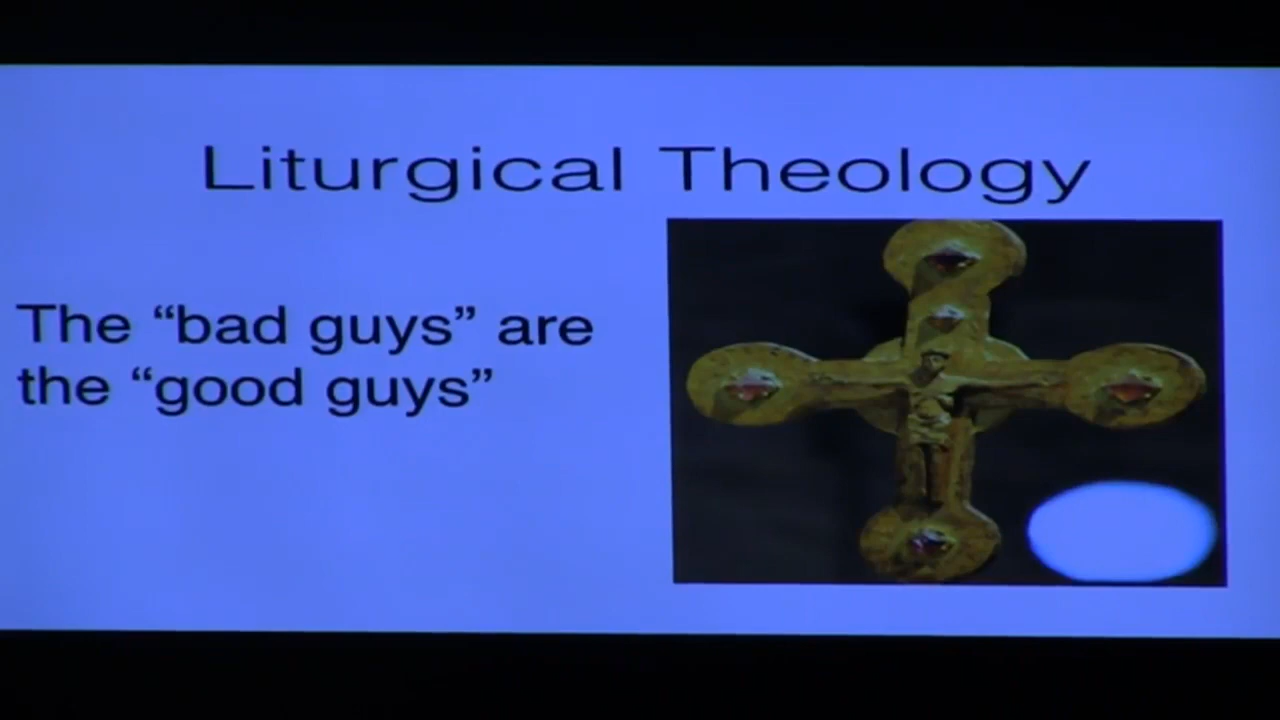 Liturgical Theology
The “bad guys” are
the “good guys”